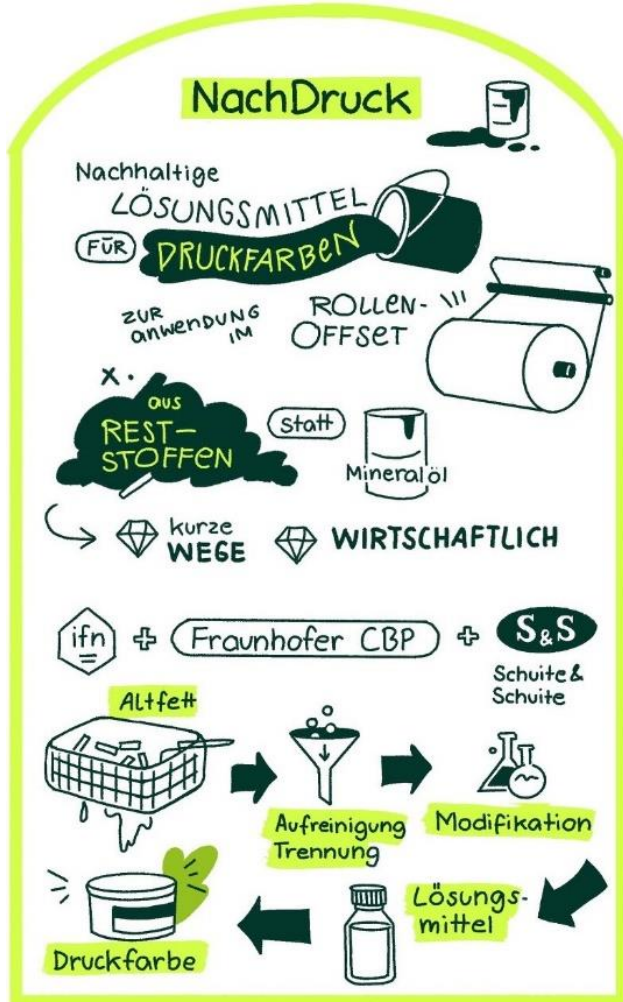 NachDruck
Nachhaltige
LÖSUNGSMITTEL
FÜR DRUCKFARBEN
ZUR ANWENDUNG IM
ROLLEN-
OFFSET
aus
REST-
STOFFEN
statt
Mineralöl
kurze
WEGE
WIRTSCHAFTLICH
ifn + Fraunhofer CBP + S&S
Schuite &
Schuite
Altfett
Aufreinigung
Trennung
Modifikation
Lösungs-
mittel
Druckfarbe